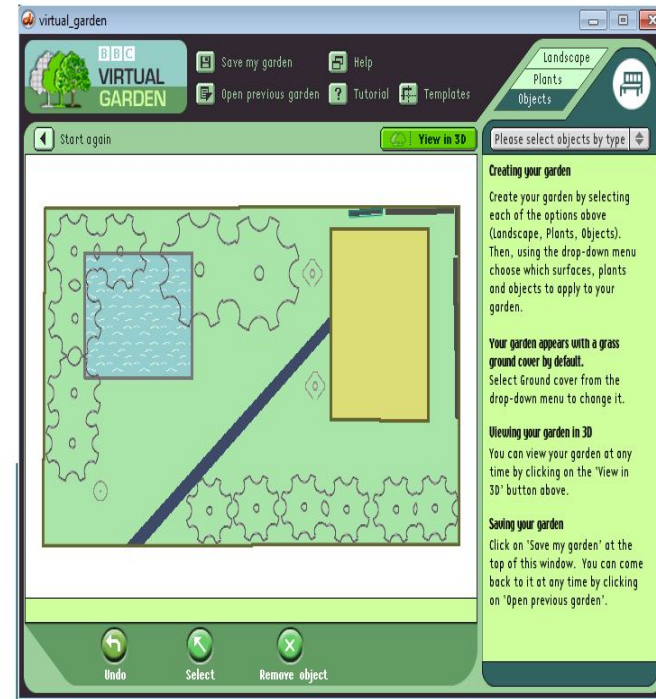 virtual_garden
BBC
VIRTUAL
GARDEN
Save my garden
Help
Open previous garden
Tutorial
Templates
Landscape
Plants
Objects
Start again
View in 3D
Please select objects by type
Creating your garden
Create your garden by selecting
each of the options above
(Landscape, Plants, Objects).
Then, using the drop-down menu
choose which surfaces, plants
and objects to apply to your
garden.
Your garden appears with a grass
ground cover by default.
Select Ground cover from the
drop-down menu to change it.
Viewing your garden in 3D
You can view your garden at any
time by clicking on the 'View in
3D' button above.
Saving your garden
Click on 'Save my garden' at the
top of this window. You can come
back to it at any time by clicking
on 'Open previous garden'.
Undo
Select
Remove object